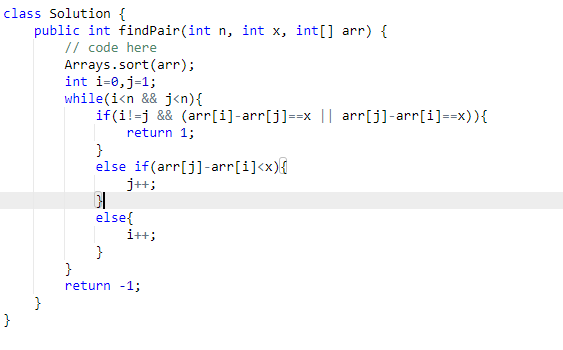 class Solution {
    public int findPair(int n, int x, int[] arr) {
        // code here
        Arrays.sort(arr);
        int i=0,j=1;
        while(i<n && j<n){
            if(i!=j && (arr[i]-arr[j]==x || arr[j]-arr[i]==x)){
                return 1;
            }
            else if(arr[j]-arr[i]<x){
                j++;
            }
            else{
                i++;
            }
        }
        return -1;
    }
}